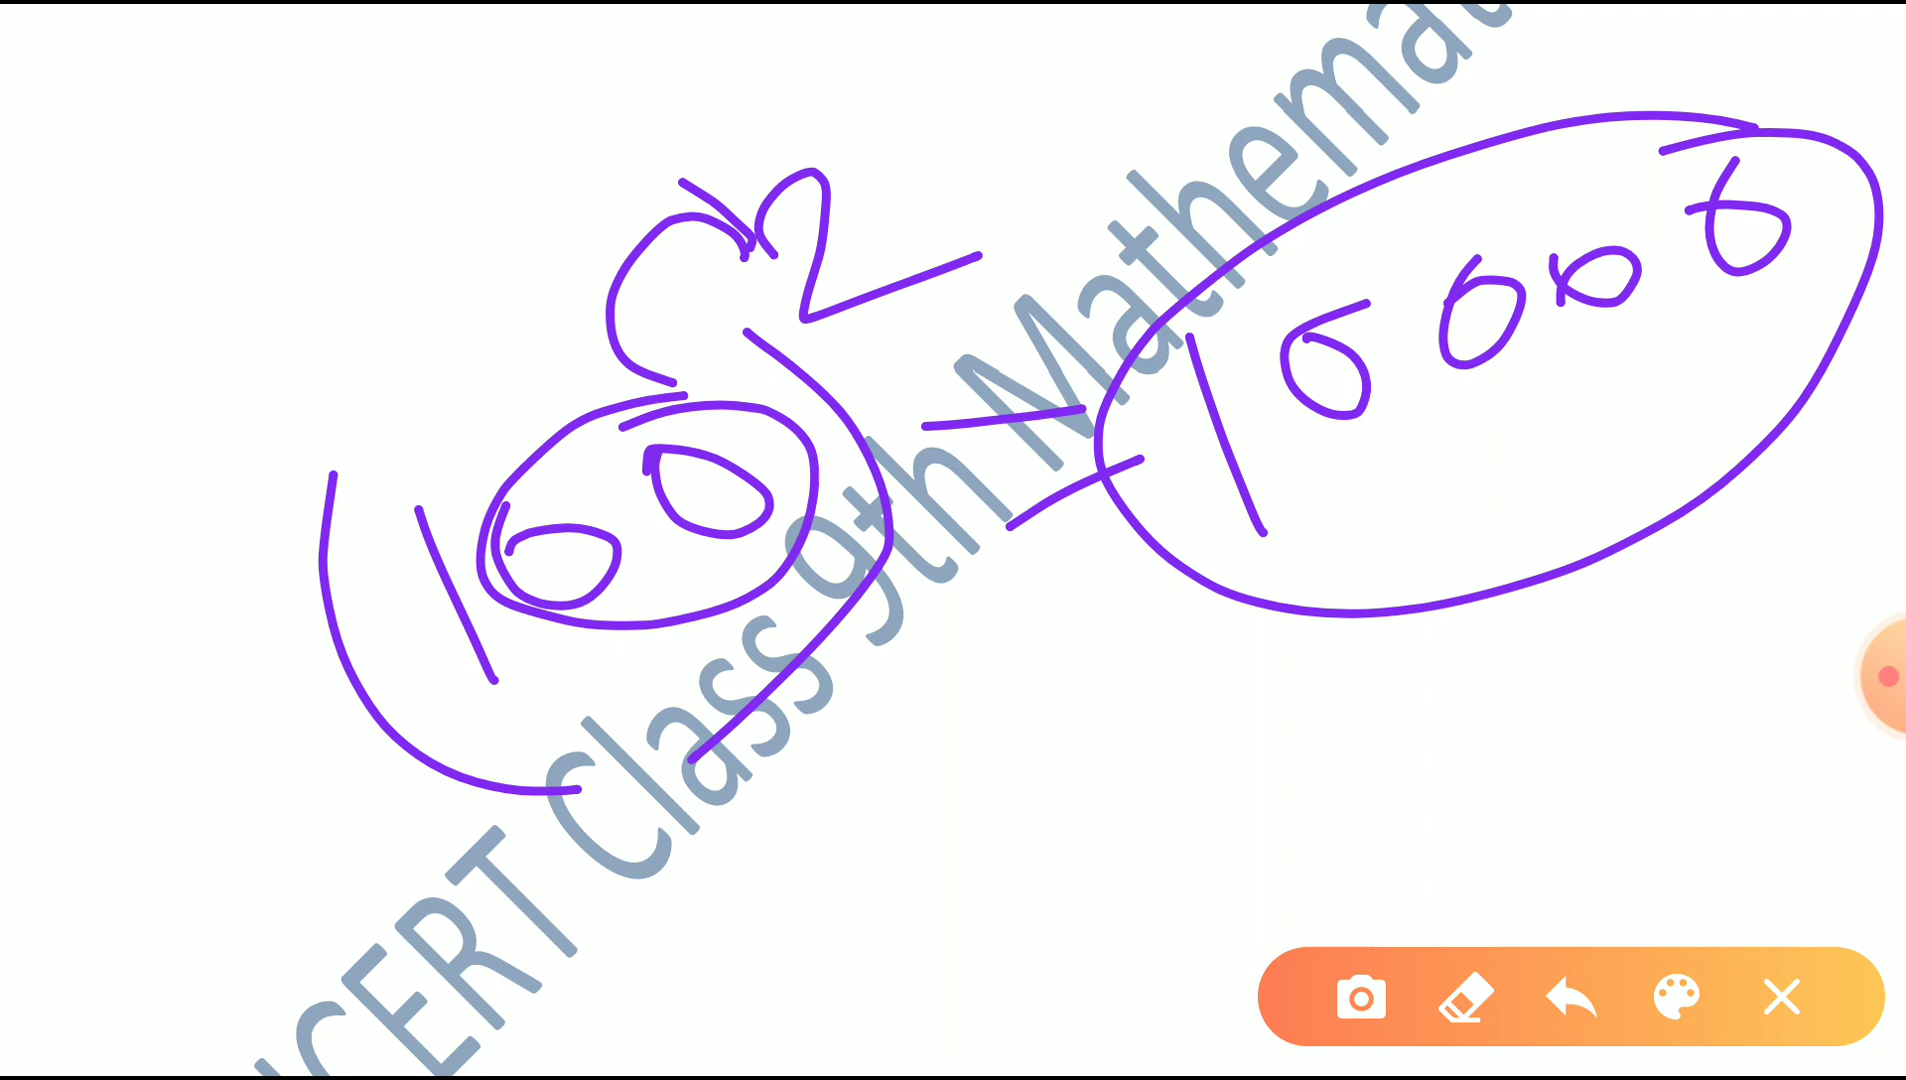 (100)² = 10000
NCERT Class 9th Mathemat